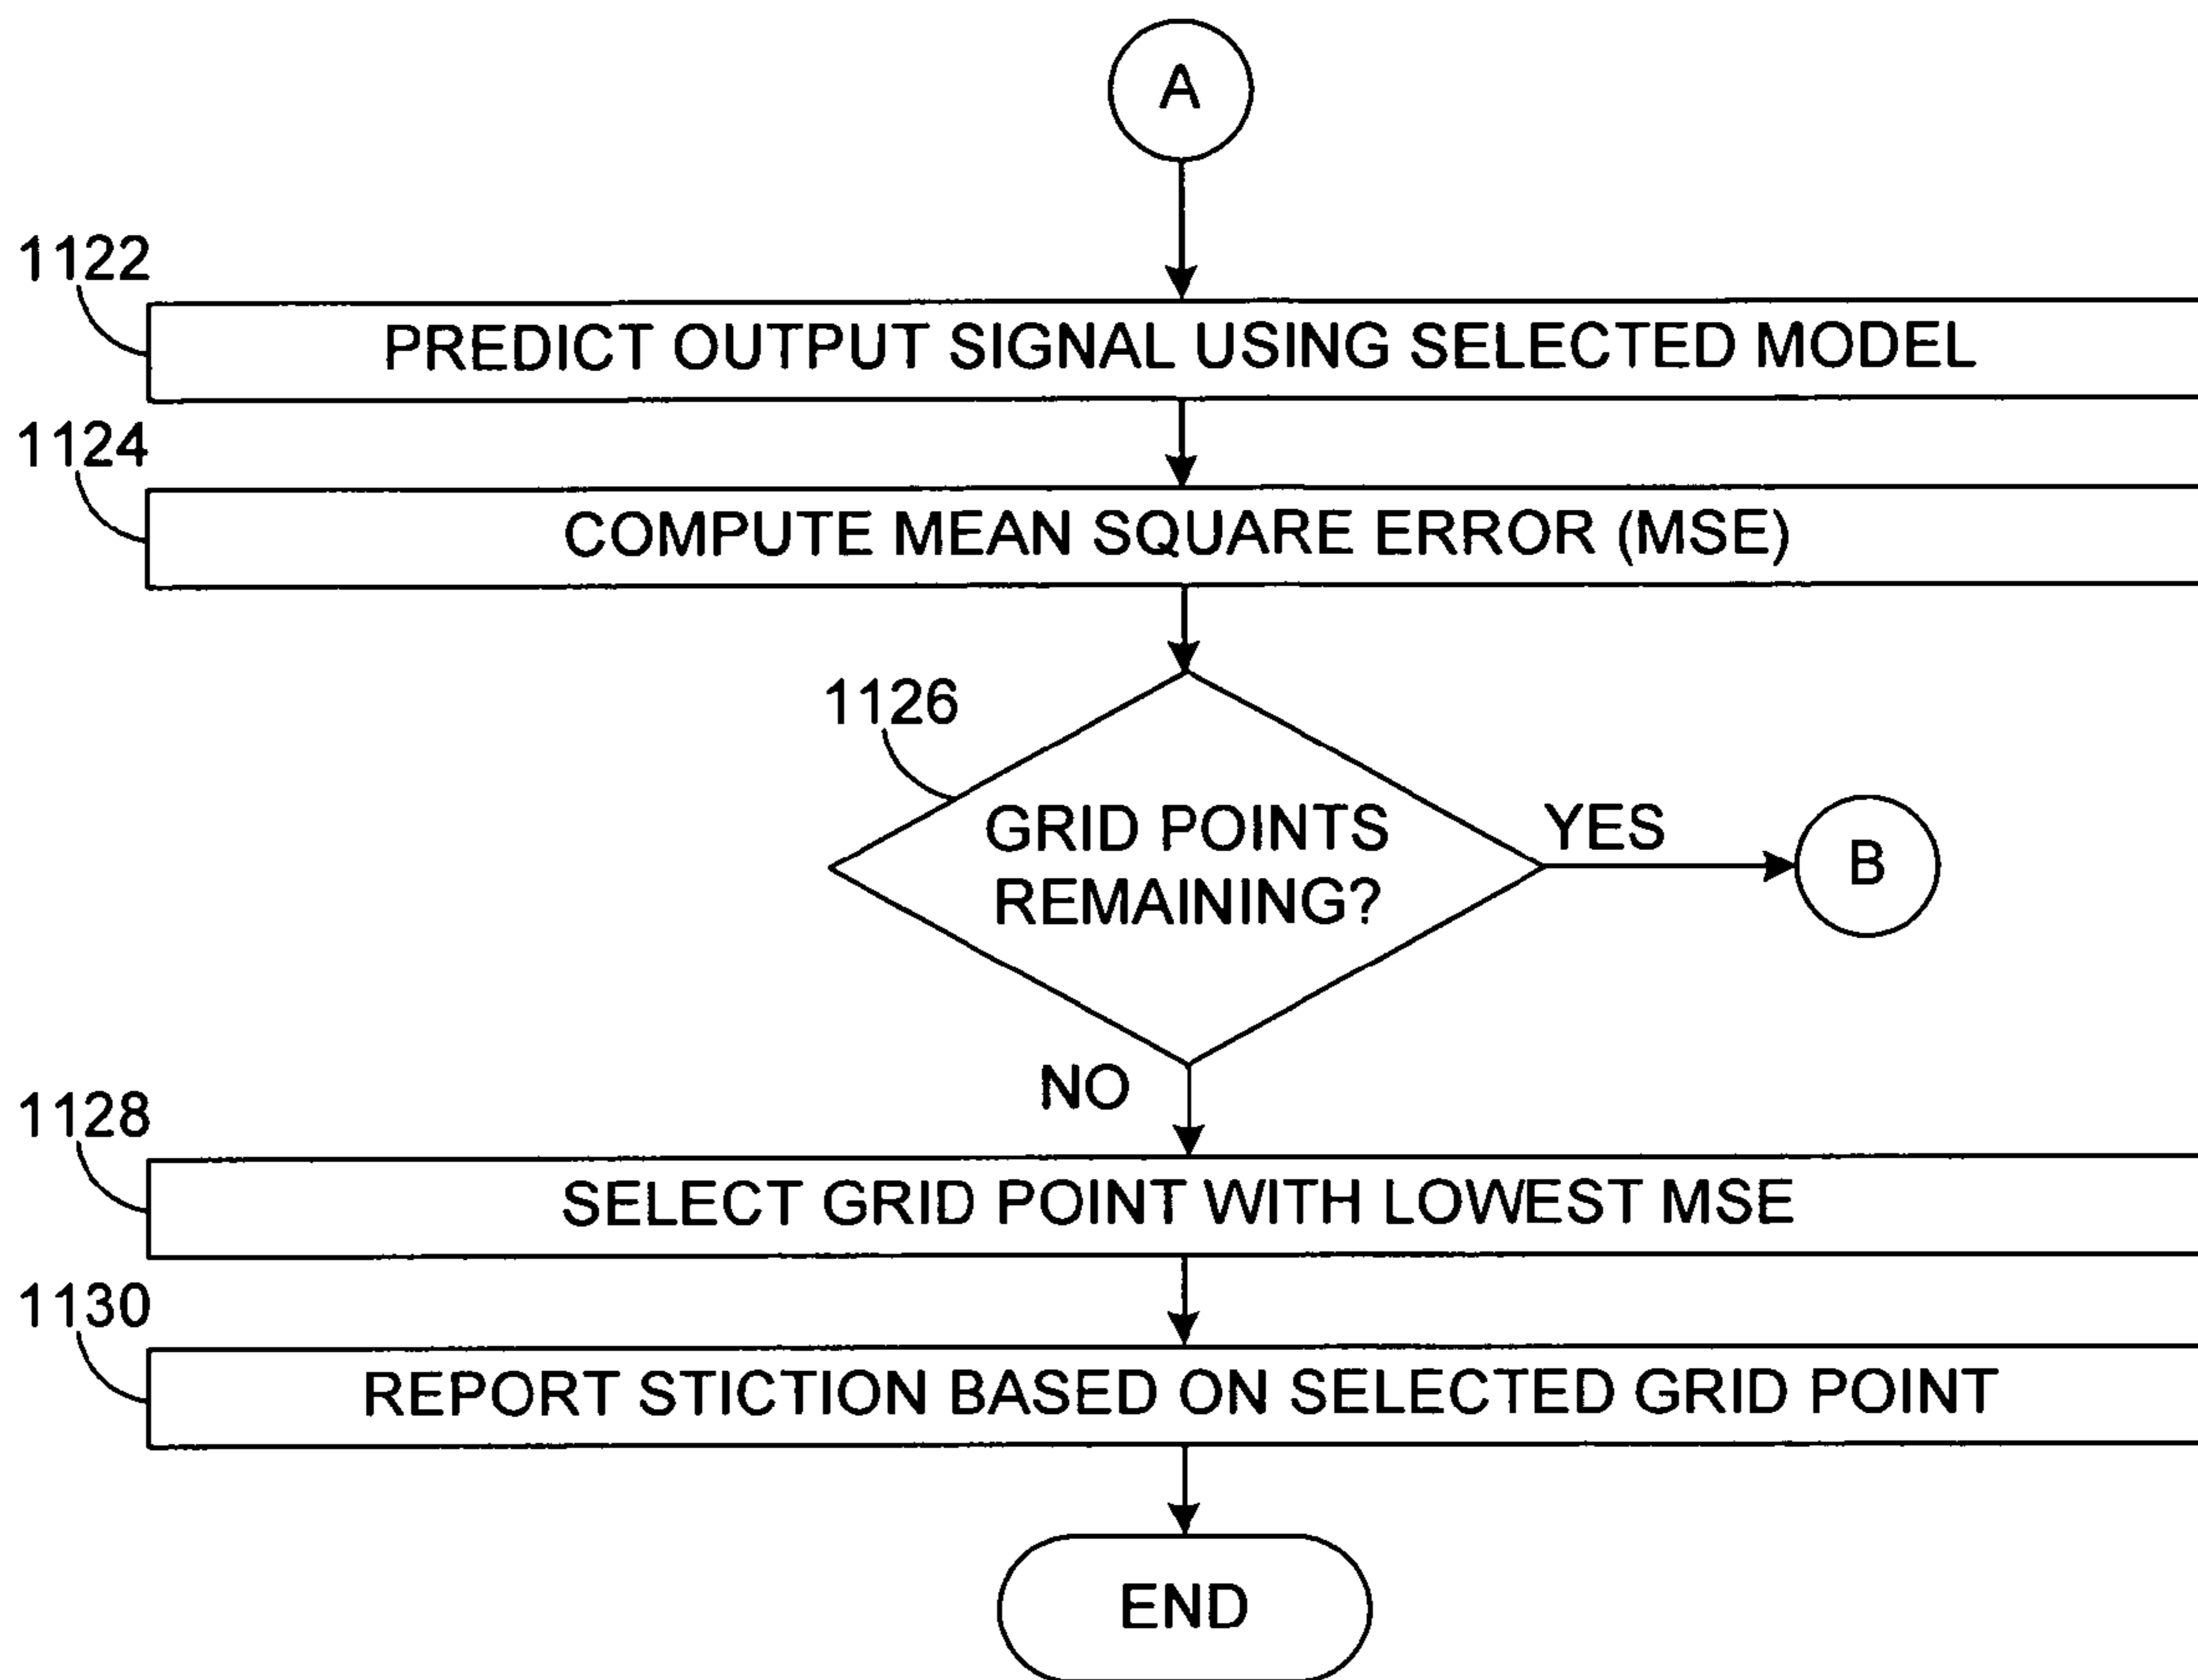 A
1122
PREDICT OUTPUT SIGNAL USING SELECTED MODEL
1124
COMPUTE MEAN SQUARE ERROR (MSE)
1126
GRID POINTS
REMAINING?
YES
B
NO
1128
SELECT GRID POINT WITH LOWEST MSE
1130
REPORT STICTION BASED ON SELECTED GRID POINT
END